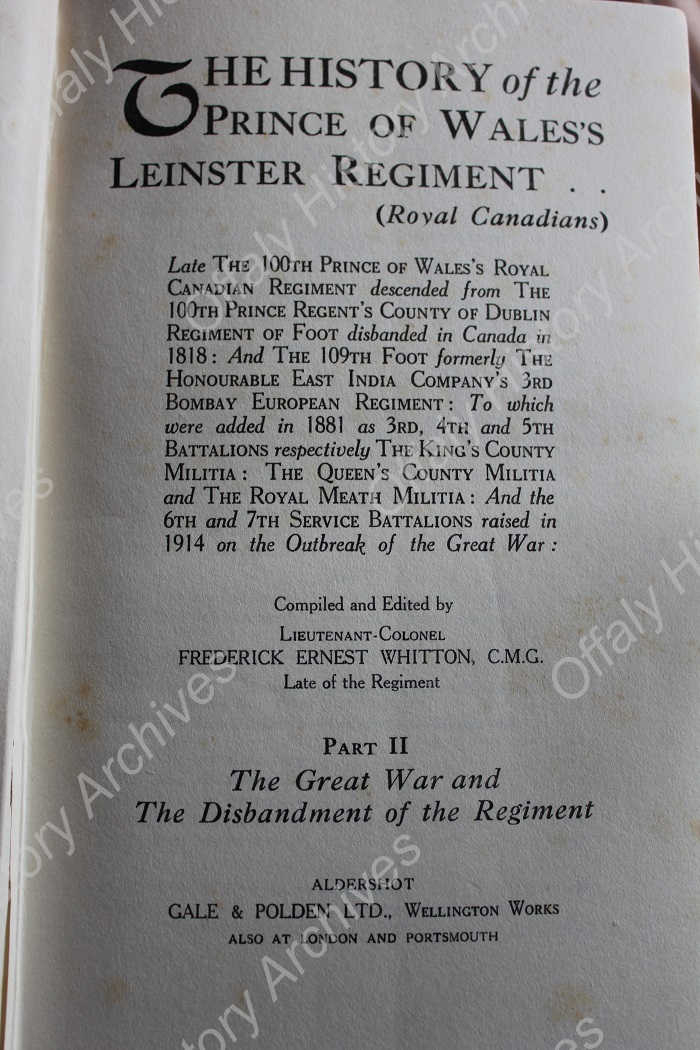 THE HISTORY of the
PRINCE OF WALES'S
LEINSTER REGIMENT . .
(Royal Canadians)
Late THE 100TH PRINCE OF WALES'S ROYAL
CANADIAN REGIMENT descended from THE
100TH PRINCE REGENT'S COUNTY OF DUBLIN
REGIMENT OF FOOT disbanded in Canada in
1818: And THE 109TH FOOT formerly THE
HONOURABLE EAST INDIA COMPANY'S 3RD
BOMBAY EUROPEAN REGIMENT: To which
were added in 1881 as 3RD, 4TH and 5TH
BATTALIONS respectively THE KING'S COUNTY
MILITIA: THE QUEEN'S COUNTY MILITIA
and THE ROYAL MEATH MILITIA: And the
6TH and 7TH SERVICE BATTALIONS raised in
1914 on the Outbreak of the Great War:
Compiled and Edited by
LIEUTENANT-COLONEL
FREDERICK ERNEST WHITTON, C.M.G.
Late of the Regiment
PART II
The Great War and
The Disbandment of the Regiment
ALDERSHOT
GALE & POLDEN LTD., WELLINGTON WORKS
ALSO AT LONDON AND PORTSMOUTH
Offaly History Archives